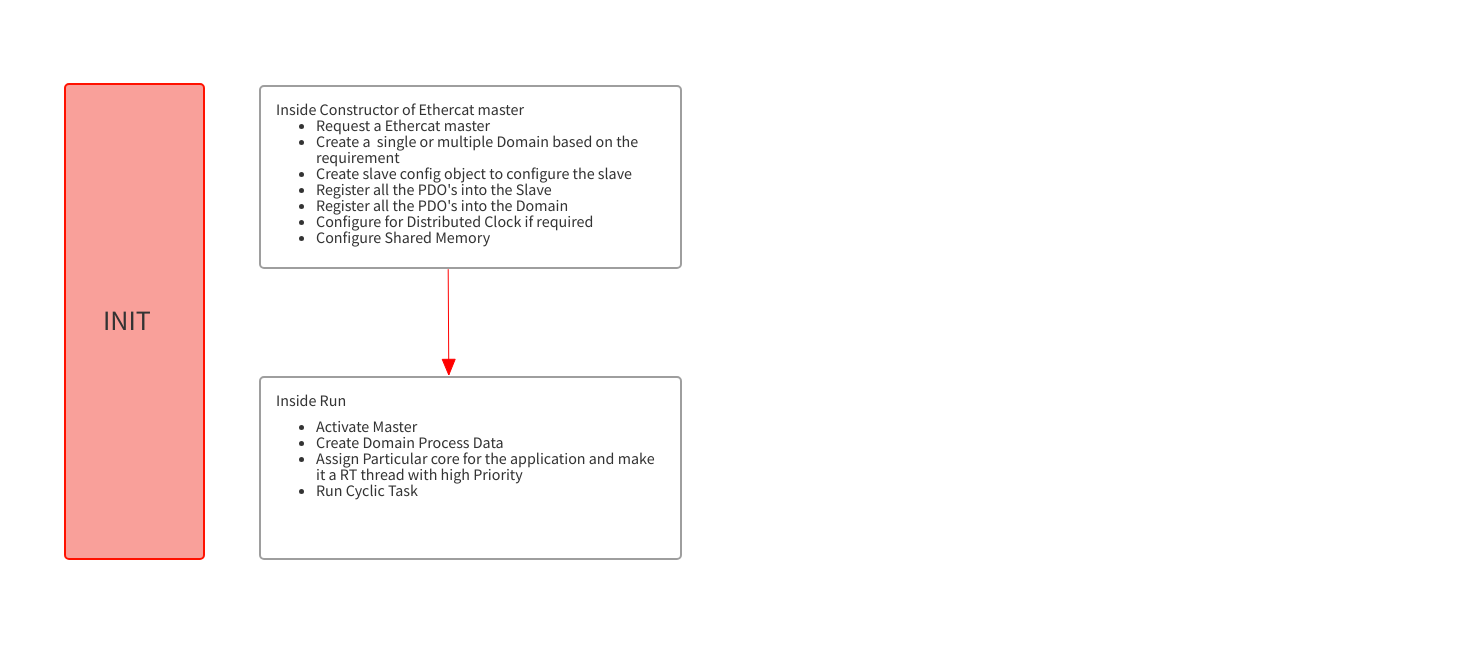 INIT
Inside Constructor of Ethercat master
Request a Ethercat master
Create a  single or multiple Domain based on the
requirement
Create slave config object to configure the slave
Register all the PDO's into the Slave
Register all the PDO's into the Domain
Configure for Distributed Clock if required
Configure Shared Memory
Inside Run
Activate Master
Create Domain Process Data
Assign Particular core for the application and make
it a RT thread with high Priority
Run Cyclic Task